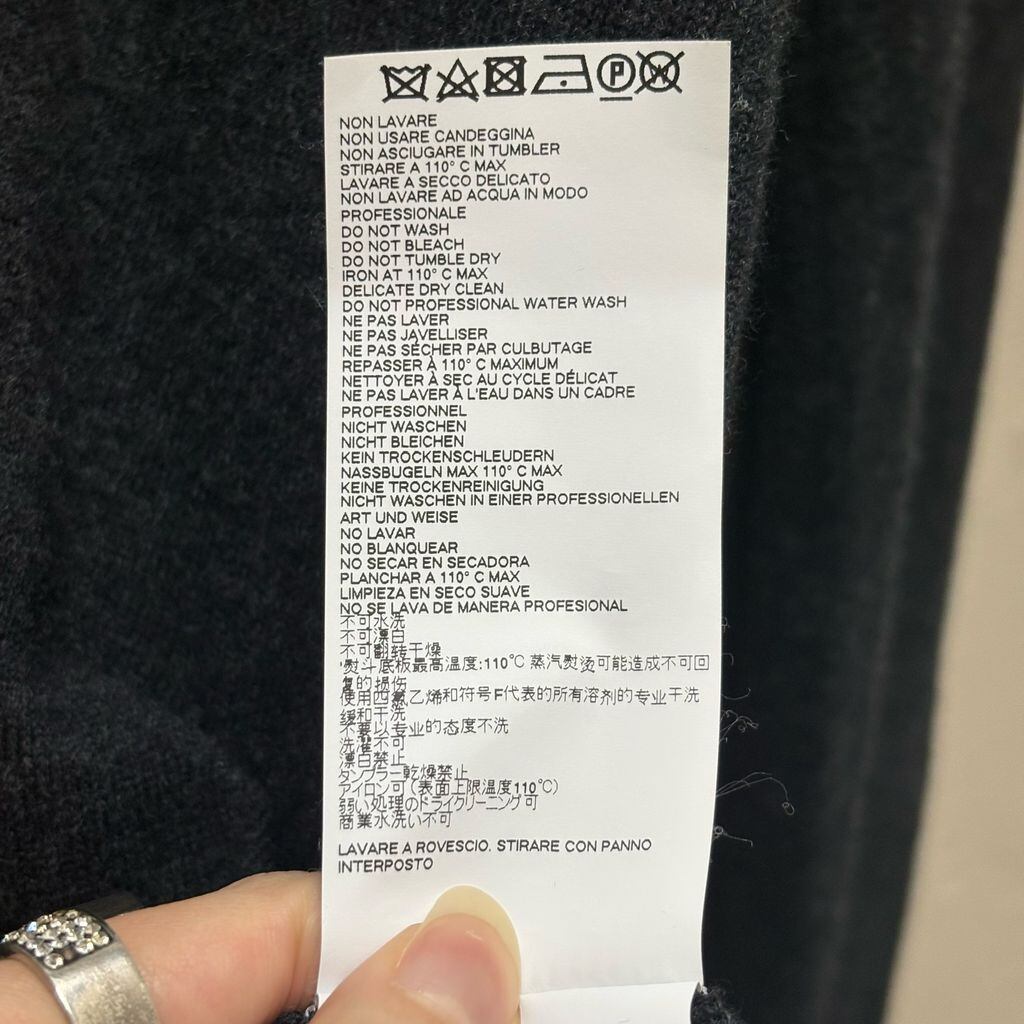 P
W
NON LAVARE
NON USARE CANDEGGINA
NON ASCIUGARE IN TUMBLER
STIRARE A 110° C MAX
LAVARE A SECCO DELICATO
NON LAVARE AD ACQUA IN MODO
PROFESSIONALE
DO NOT WASH
DO NOT BLEACH
DO NOT TUMBLE DRY
IRON AT 110° C MAX
DELICATE DRY CLEAN
DO NOT PROFESSIONAL WATER WASH
NE PAS LAVER
NE PAS JAVELLISER
NE PAS SÉCHER PAR CULBUTAGE
REPASSER À 110° C MAXIMUM
NETTOYER À SEC AU CYCLE DÉLICAT
NE PAS LAVER À L'EAU DANS UN CADRE
PROFESSIONNEL
NICHT WASCHEN
NICHT BLEICHEN
KEIN TROCKENSCHLEUDERN
NASSBUGELN MAX 110° C MAX
KEINE TROCKENREINIGUNG
NICHT WASCHEN IN EINER PROFESSIONELLEN
ART UND WEISE
NO LAVAR
NO BLANQUEAR
NO SECAR EN SECADORA
PLANCHAR A 110° C MAX
LIMPIEZA EN SECO SUAVE
NO SE LAVA DE MANERA PROFESIONAL
不可水洗
不可漂白
不可翻转干燥
'熨斗底板最高温度:110℃ 蒸汽熨烫可能造成不可回
复的损伤
使用四氯乙烯和符号F代表的所有溶剂的专业干洗
缓和干洗
不要以专业的态度不洗
洗濯不可
漂白禁止
タンブラー乾燥禁止
アイロン可(表面上限温度110℃)
弱い処理のドライクリーニング可
商業水洗い不可
LAVARE A ROVESCIO. STIRARE CON PANNO
INTERPOSTO